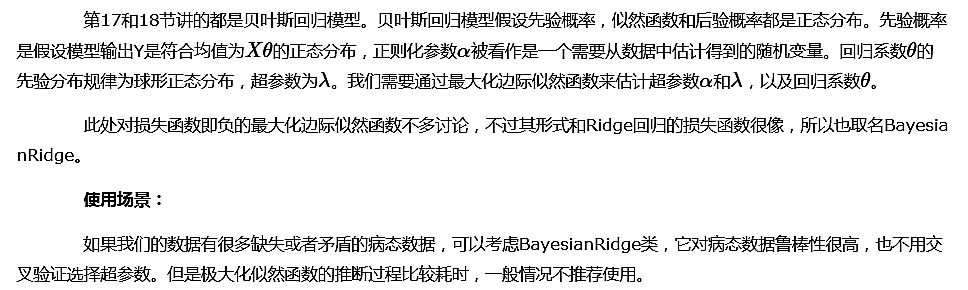 第17和18节讲的都是贝叶斯回归模型。贝叶斯回归模型假设先验概率，似然函数和后验概率都是正态分布。先验概率
是假设模型输出Y是符合均值为Xθ的正态分布，正则化参数α被看作是一个需要从数据中估计得到的随机变量。回归系数θ的
先验分布规律为球形正态分布，超参数为λ。我们需要通过最大化边际似然函数来估计超参数α和λ，以及回归系数θ。
此处对损失函数即负的最大化边际似然函数不多讨论，不过其形式和Ridge回归的损失函数很像，所以也取名Bayesia
nRidge。
使用场景：
如果我们的数据有很多缺失或者矛盾的病态数据，可以考虑BayesianRidge类，它对病态数据鲁棒性很高，也不用交
叉验证选择超参数。但是极大化似然函数的推断过程比较耗时，一般情况不推荐使用。